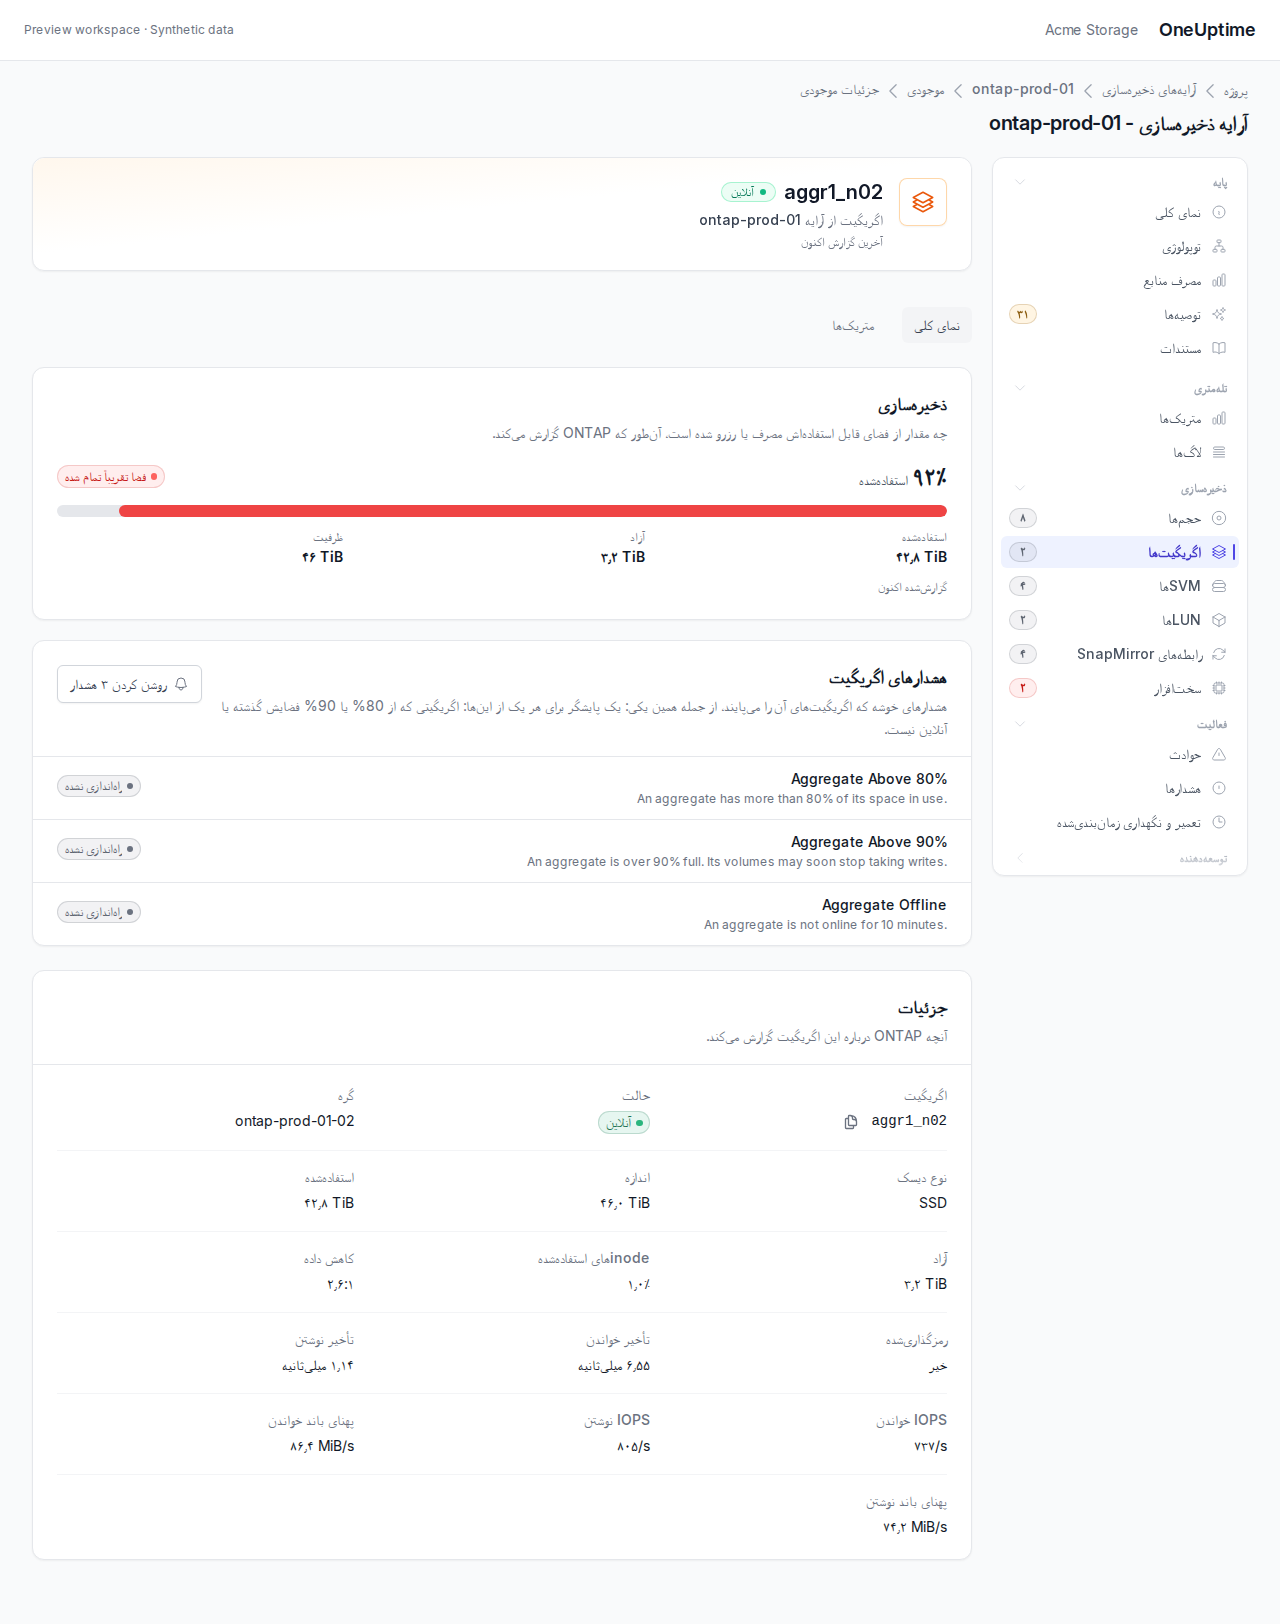 OneUptime
Acme Storage
Preview workspace · Synthetic data
پروژه
آرایه‌های ذخیره‌سازی
ontap-prod-01
موجودی
جزئیات موجودی
آرایه ذخیره‌سازی - ontap-prod-01
پایه
نمای کلی
توپولوژی
مصرف منابع
توصیه‌ها ۳۱
مستندات
تله‌متری
متریک‌ها
لاگ‌ها
ذخیره‌سازی
حجم‌ها ۸
اگریگیت‌ها ۲
SVMها ۴
LUNها ۲
رابطه‌های SnapMirror ۴
سخت‌افزار ۲
فعالیت
حوادث
هشدارها
تعمیر و نگهداری زمان‌بندی‌شده
توسعه‌دهنده
aggr1_n02 آنلاین
اگریگیت از آرایه ontap-prod-01
آخرین گزارش اکنون
نمای کلی
متریک‌ها
ذخیره‌سازی
چه مقدار از فضای قابل استفاده‌اش مصرف یا رزرو شده است. آن‌طور که ONTAP گزارش می‌کند.
۹۲٪ استفاده‌شده
فضا تقریباً تمام شده
استفاده‌شده
۴۲٫۸ TiB
آزاد
۳٫۲ TiB
ظرفیت
۴۶ TiB
گزارش‌شده اکنون
هشدارهای اگریگیت
هشدارهای خوشه که اگریگیت‌های آن را می‌پایند. از جمله همین یکی: یک پایشگر برای هر یک از این‌ها: اگریگیتی که از 80% یا 90% فضایش گذشته یا
آنلاین نیست.
روشن کردن ۳ هشدار
Aggregate Above 80%
An aggregate has more than 80% of its space in use.
راه‌اندازی نشده
Aggregate Above 90%
An aggregate is over 90% full. Its volumes may soon stop taking writes.
راه‌اندازی نشده
Aggregate Offline
An aggregate is not online for 10 minutes.
راه‌اندازی نشده
جزئیات
آنچه ONTAP درباره این اگریگیت گزارش می‌کند.
اگریگیت
aggr1_n02
حالت
آنلاین
گره
ontap-prod-01-02
نوع دیسک
SSD
اندازه
۴۶٫۰ TiB
استفاده‌شده
۴۲٫۸ TiB
آزاد
۳٫۲ TiB
inodeهای استفاده‌شده
۱٫۰٪
کاهش داده
۲٫۶:۱
رمزگذاری‌شده
خیر
تأخیر خواندن
۶٫۵۵ میلی‌ثانیه
تأخیر نوشتن
۱٫۱۴ میلی‌ثانیه
IOPS خواندن
۷۳۷/s
IOPS نوشتن
۸۰۵/s
پهنای باند خواندن
۸۶٫۴ MiB/s
پهنای باند نوشتن
۷۴٫۲ MiB/s